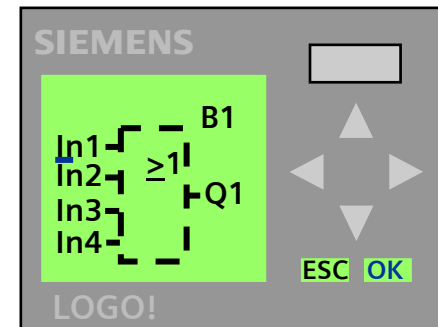 SIEMENS
B1
In1
≥1
In2
Q1
In3
In4
ESC OK
LOGO!